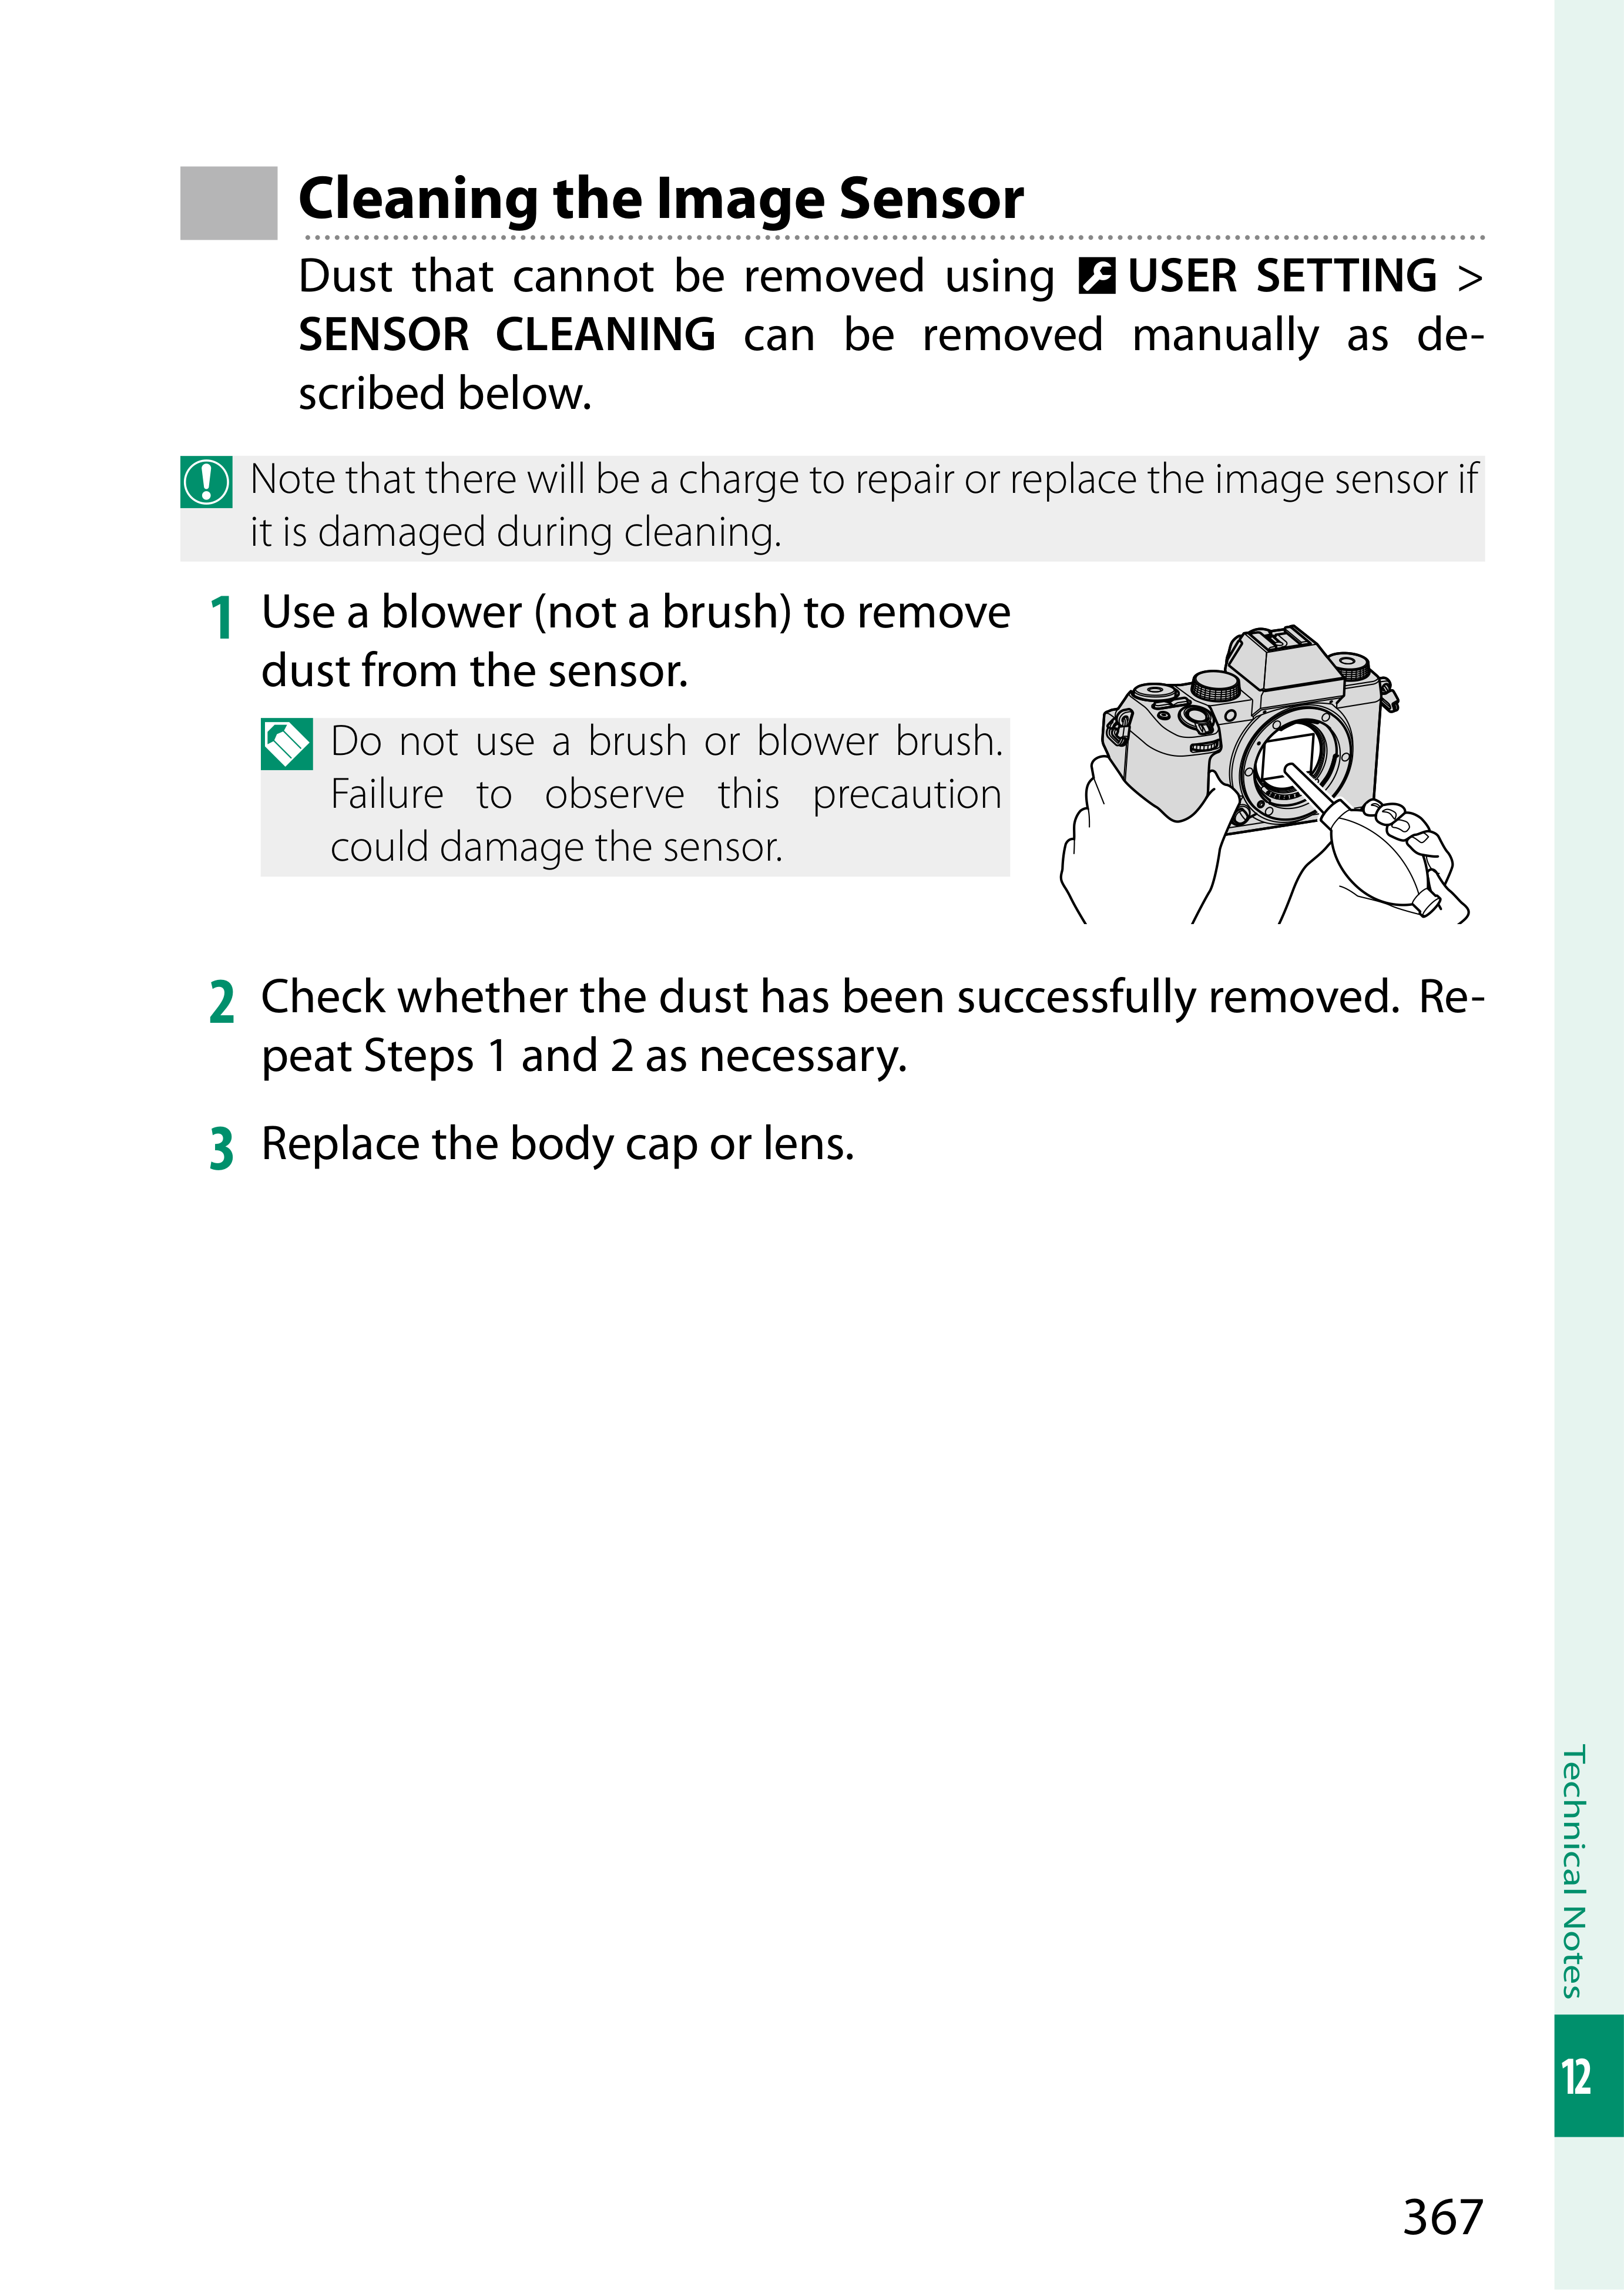 Cleaning the Image Sensor
Dust that cannot be removed using USER SETTING >
SENSOR CLEANING can be removed manually as de-
scribed below.
Note that there will be a charge to repair or replace the image sensor if
it is damaged during cleaning.
1 Use a blower (not a brush) to remove
dust from the sensor.
Do not use a brush or blower brush.
Failure to observe this precaution
could damage the sensor.
2 Check whether the dust has been successfully removed. Re-
peat Steps 1 and 2 as necessary.
3 Replace the body cap or lens.
Technical Notes
12
367